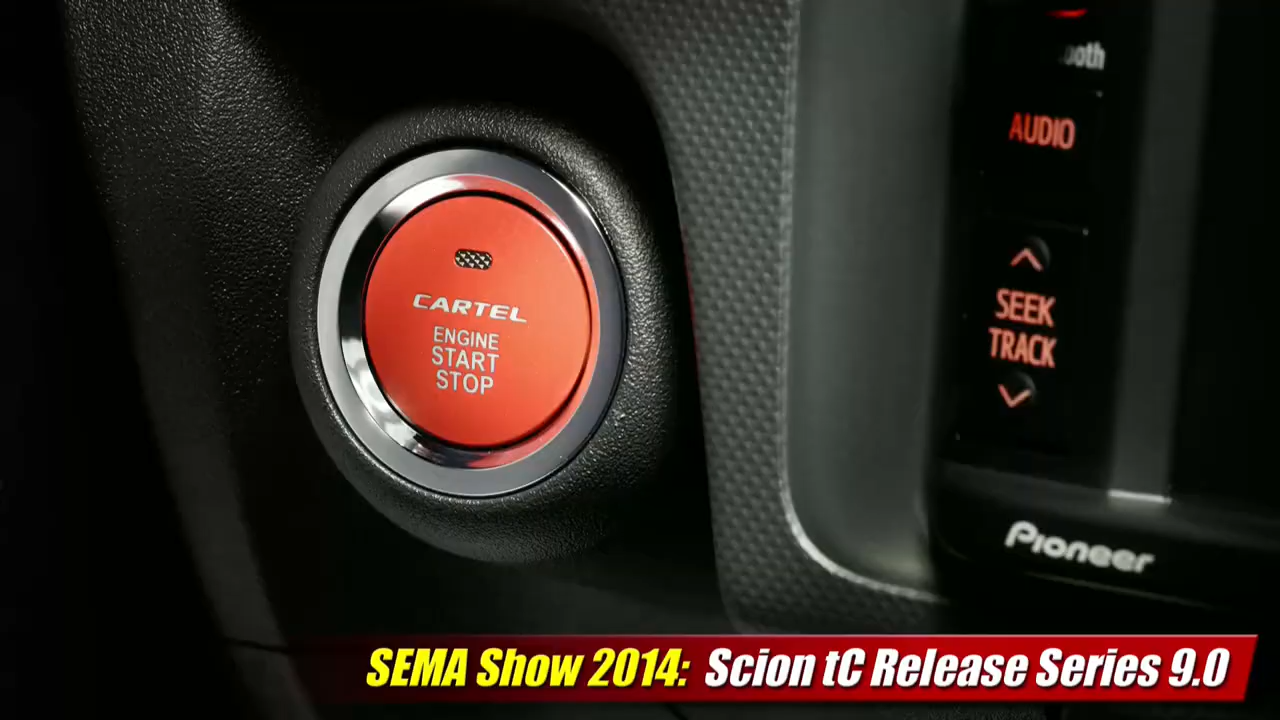 CARTEL
ENGINE
START
STOP
AUDIO
SEEK
TRACK
Pioneer
SEMA Show 2014: Scion tC Release Series 9.0